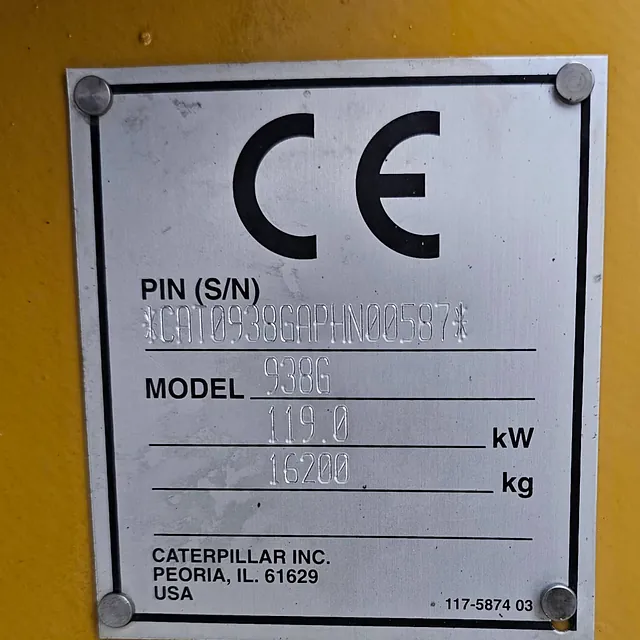 CE
PIN (S/N)
*CAT0938GAPHN00587*
MODEL 938G
119.0 kW
16200 kg
CATERPILLAR INC.
PEORIA, IL. 61629
USA
117-5874 03